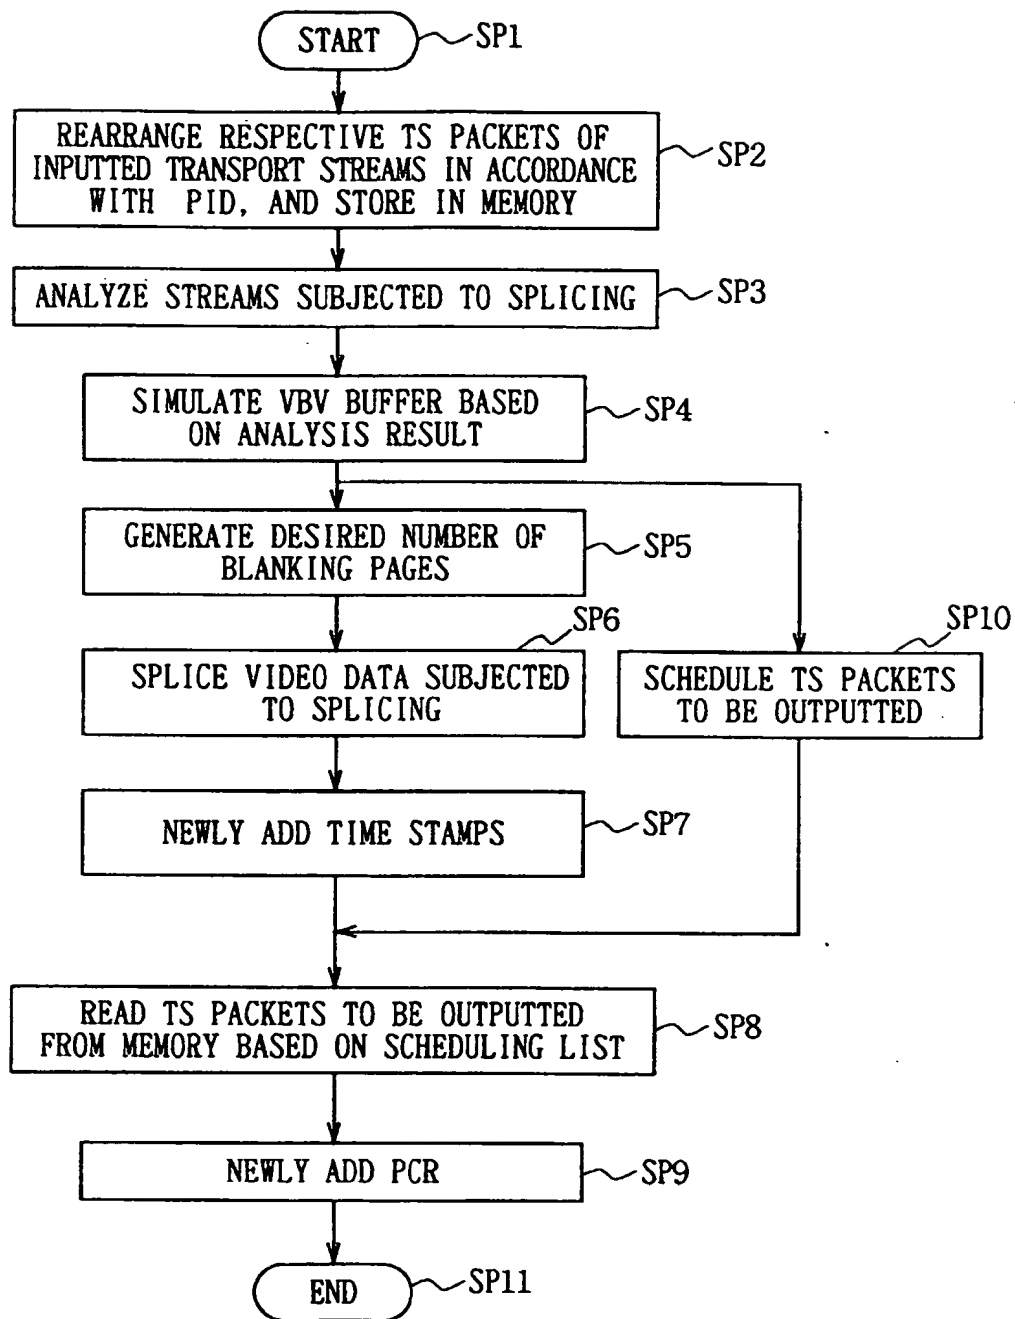 START
SP1
REARRANGE RESPECTIVE TS PACKETS OF
INPUTTED TRANSPORT STREAMS IN ACCORDANCE
WITH PID, AND STORE IN MEMORY
SP2
ANALYZE STREAMS SUBJECTED TO SPLICING
SP3
SIMULATE VBV BUFFER BASED
ON ANALYSIS RESULT
SP4
GENERATE DESIRED NUMBER OF
BLANKING PAGES
SP5
SPLICE VIDEO DATA SUBJECTED
TO SPLICING
SP6
SCHEDULE TS PACKETS
TO BE OUTPUTTED
SP10
NEWLY ADD TIME STAMPS
SP7
READ TS PACKETS TO BE OUTPUTTED
FROM MEMORY BASED ON SCHEDULING LIST
SP8
NEWLY ADD PCR
SP9
END
SP11